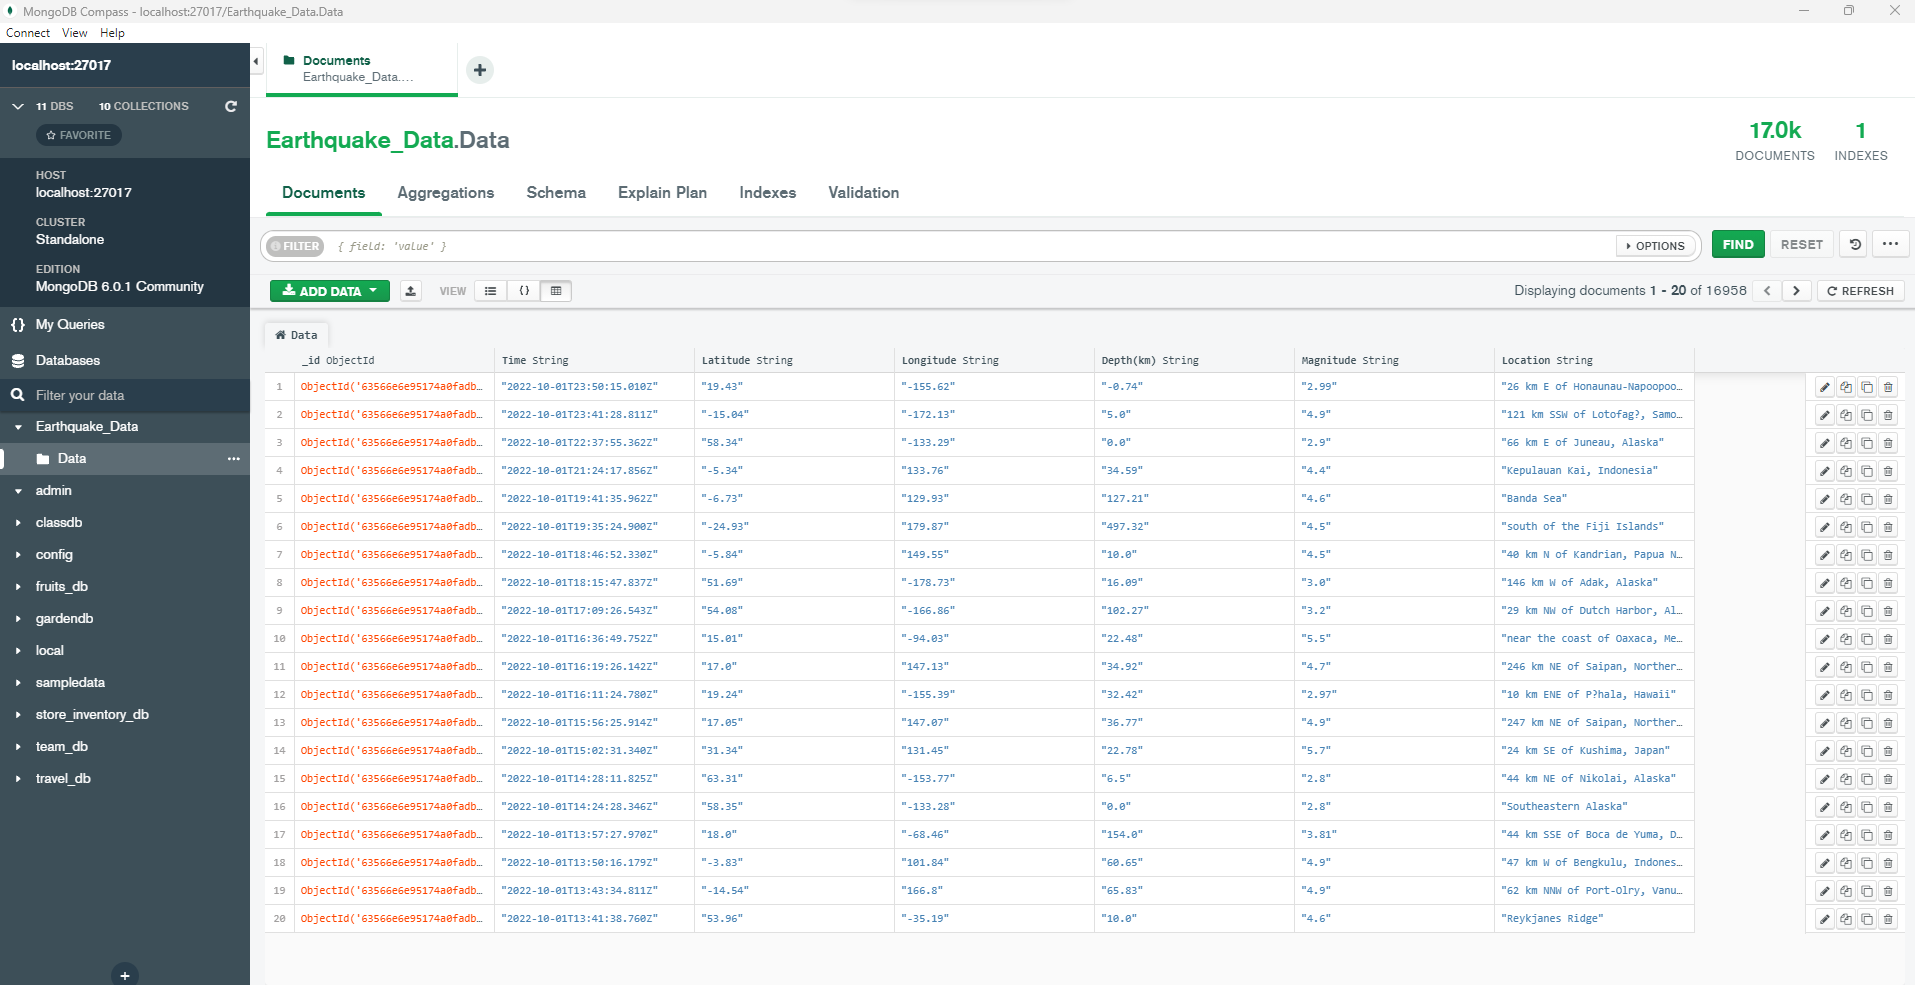 MongoDB Compass - localhost:27017/Earthquake_Data.Data
Connect View Help
localhost:27017
11 DBS 10 COLLECTIONS
FAVORITE
HOST
localhost:27017
CLUSTER
Standalone
EDITION
MongoDB 6.0.1 Community
{} My Queries
Databases
Filter your data
Earthquake_Data
Data
admin
classdb
config
fruits_db
gardendb
local
sampledata
store_inventory_db
team_db
travel_db
Documents
Earthquake_Data....
Earthquake_Data.Data
17.0k
DOCUMENTS
1
INDEXES
Documents Aggregations Schema Explain Plan Indexes Validation
FILTER { field: 'value' } OPTIONS FIND RESET
ADD DATA VIEW {} Displaying documents 1 - 20 of 16958 REFRESH
Data
_id ObjectId Time String Latitude String Longitude String Depth(km) String Magnitude String Location String
1 ObjectId('63566e6e95174a0fadb… "2022-10-01T23:50:15.010Z" "19.43" "-155.62" "-0.74" "2.99" "26 km E of Honaunau-Napoopoo…
2 ObjectId('63566e6e95174a0fadb… "2022-10-01T23:41:28.811Z" "-15.04" "-172.13" "5.0" "4.9" "121 km SSW of Lotofag?, Samo…
3 ObjectId('63566e6e95174a0fadb… "2022-10-01T22:37:55.362Z" "58.34" "-133.29" "0.0" "2.9" "66 km E of Juneau, Alaska"
4 ObjectId('63566e6e95174a0fadb… "2022-10-01T21:24:17.856Z" "-5.34" "133.76" "34.59" "4.4" "Kepulauan Kai, Indonesia"
5 ObjectId('63566e6e95174a0fadb… "2022-10-01T19:41:35.962Z" "-6.73" "129.93" "127.21" "4.6" "Banda Sea"
6 ObjectId('63566e6e95174a0fadb… "2022-10-01T19:35:24.900Z" "-24.93" "179.87" "497.32" "4.5" "south of the Fiji Islands"
7 ObjectId('63566e6e95174a0fadb… "2022-10-01T18:46:52.330Z" "-5.84" "149.55" "10.0" "4.5" "40 km N of Kandrian, Papua N…
8 ObjectId('63566e6e95174a0fadb… "2022-10-01T18:15:47.837Z" "51.69" "-178.73" "16.09" "3.0" "146 km W of Adak, Alaska"
9 ObjectId('63566e6e95174a0fadb… "2022-10-01T17:09:26.543Z" "54.08" "-166.86" "102.27" "3.2" "29 km NW of Dutch Harbor, Al…
10 ObjectId('63566e6e95174a0fadb… "2022-10-01T16:36:49.752Z" "15.01" "-94.03" "22.48" "5.5" "near the coast of Oaxaca, Me…
11 ObjectId('63566e6e95174a0fadb… "2022-10-01T16:19:26.142Z" "17.0" "147.13" "34.92" "4.7" "246 km NE of Saipan, Norther…
12 ObjectId('63566e6e95174a0fadb… "2022-10-01T16:11:24.780Z" "19.24" "-155.39" "32.42" "2.97" "10 km ENE of P?hala, Hawaii"
13 ObjectId('63566e6e95174a0fadb… "2022-10-01T15:56:25.914Z" "17.05" "147.07" "36.77" "4.9" "247 km NE of Saipan, Norther…
14 ObjectId('63566e6e95174a0fadb… "2022-10-01T15:02:31.340Z" "31.34" "131.45" "22.78" "5.7" "24 km SE of Kushima, Japan"
15 ObjectId('63566e6e95174a0fadb… "2022-10-01T14:28:11.825Z" "63.31" "-153.77" "6.5" "2.8" "44 km NE of Nikolai, Alaska"
16 ObjectId('63566e6e95174a0fadb… "2022-10-01T14:24:28.346Z" "58.35" "-133.28" "0.0" "2.8" "Southeastern Alaska"
17 ObjectId('63566e6e95174a0fadb… "2022-10-01T13:57:27.970Z" "18.0" "-68.46" "154.0" "3.81" "44 km SSE of Boca de Yuma, D…
18 ObjectId('63566e6e95174a0fadb… "2022-10-01T13:50:16.179Z" "-3.83" "101.84" "60.65" "4.9" "47 km W of Bengkulu, Indones…
19 ObjectId('63566e6e95174a0fadb… "2022-10-01T13:43:34.811Z" "-14.54" "166.8" "65.83" "4.9" "62 km NNW of Port-Olry, Vanu…
20 ObjectId('63566e6e95174a0fadb… "2022-10-01T13:41:38.760Z" "53.96" "-35.19" "10.0" "4.6" "Reykjanes Ridge"